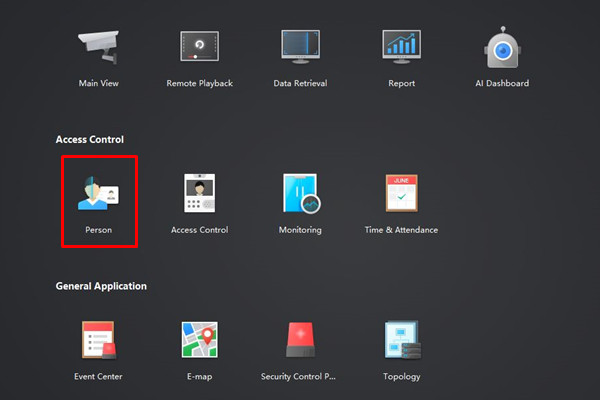 Main View
Remote Playback
Data Retrieval
Report
AI Dashboard
Access Control
JUNE
Person
Access Control
Monitoring
Time & Attendance
General Application
Event Center
E-map
Security Control P...
Topology